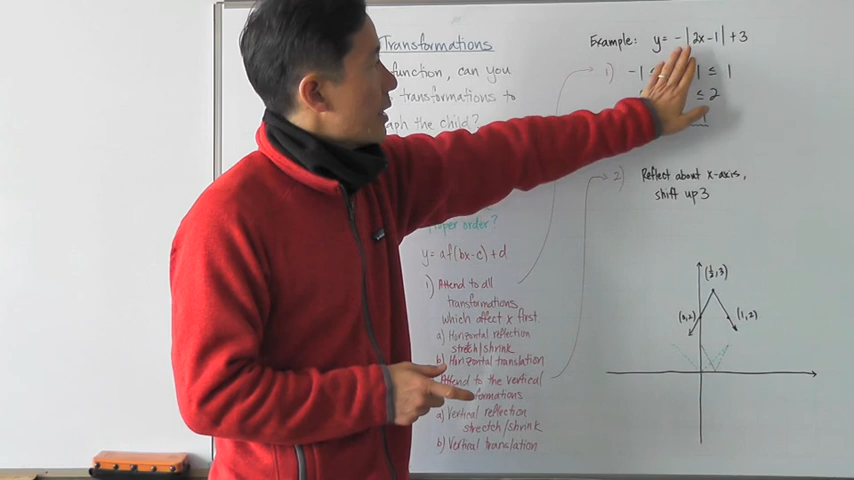 Transformations
function, can you
transformations to
the child?
order?
y = af(bx-c) + d
1) Attend to all
transformations
which affect x first.
a) Horizontal reflection
stretch/shrink
b) Horizontal translation
Attend to the vertical
a) Vertical reflection
stretch/shrink
b) Vertical translation
Example: y = -|2x-1| + 3
1) -1 ≤ 1 ≤ 1
≤ 2
1
2) Reflect about x-axis,
shift up 3
(½, 3)
(0,2)
(1,2)